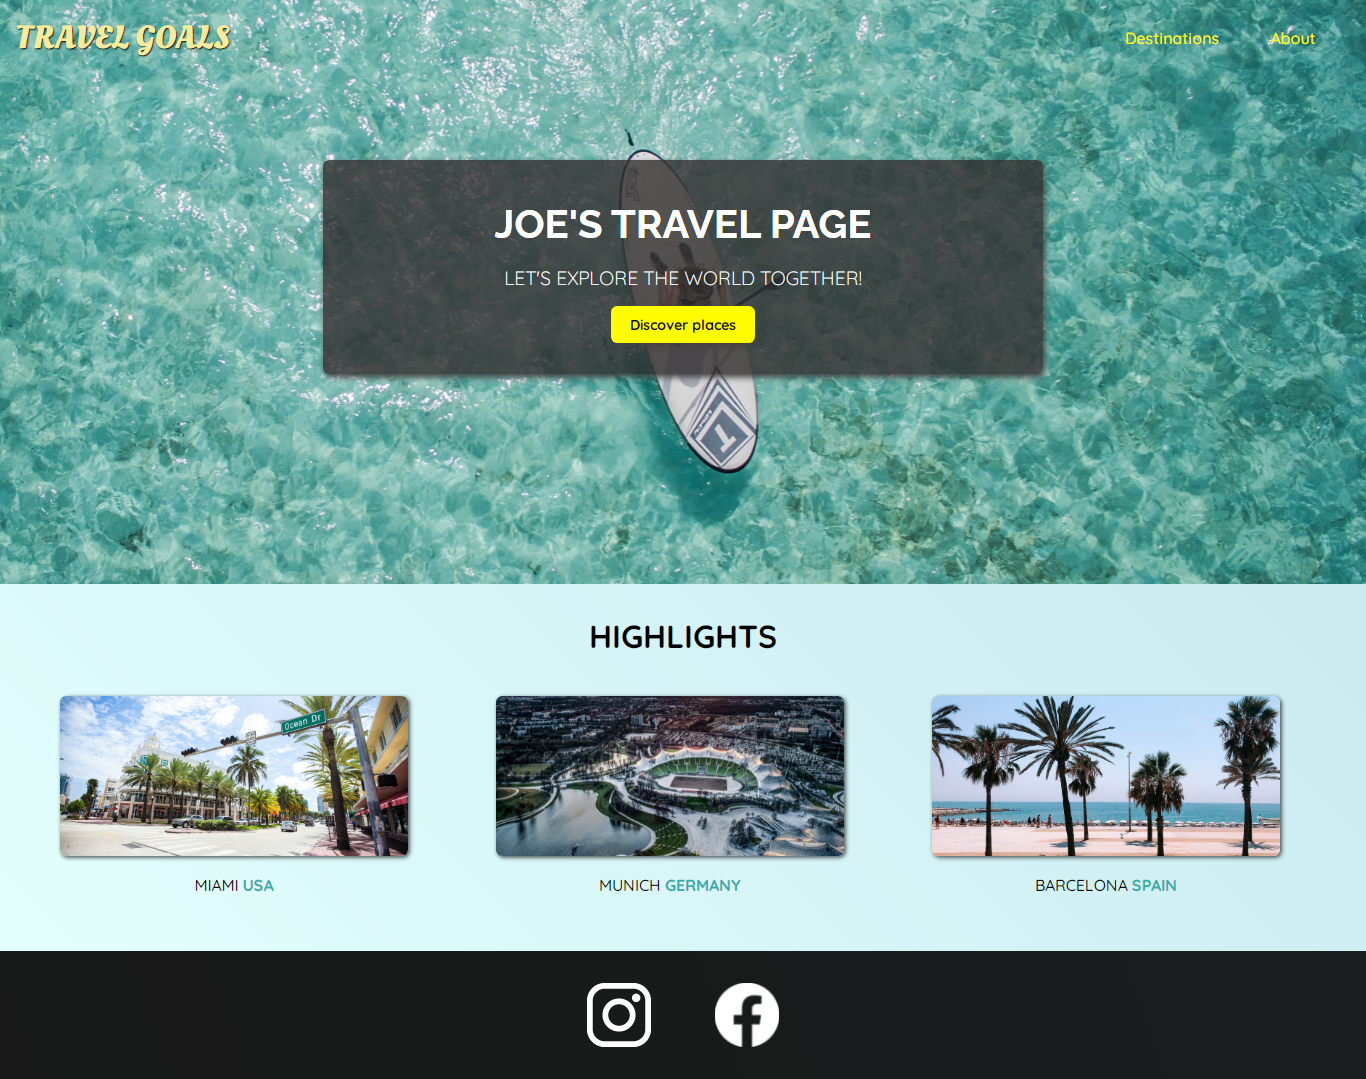 TRAVEL GOALS
Destinations
About
JOE'S TRAVEL PAGE
LET'S EXPLORE THE WORLD TOGETHER!
Discover places
HIGHLIGHTS
Ocean Dr
MIAMI USA
MUNICH GERMANY
BARCELONA SPAIN